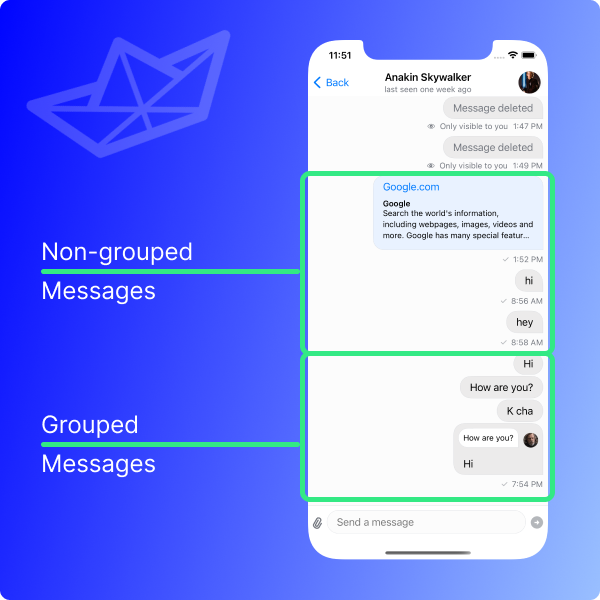 11:51
Back
Anakin Skywalker
last seen one week ago
Message deleted
Only visible to you 1:47 PM
Message deleted
Only visible to you 1:49 PM
Google.com
Google
Search the world's information,
including webpages, images, videos and
more. Google has many special featur...
1:52 PM
hi
8:56 AM
hey
8:58 AM
Non-grouped
Messages
Hi
How are you?
K cha
How are you?
Hi
7:54 PM
Grouped
Messages
Send a message